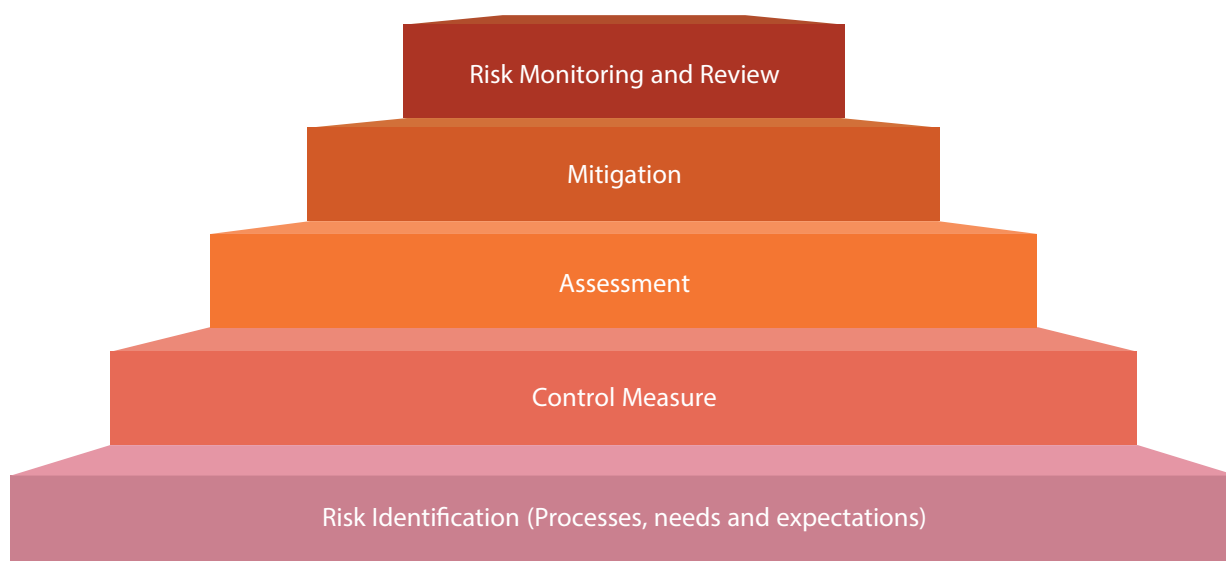 Risk Monitoring and Review
Mitigation
Assessment
Control Measure
Risk Identification (Processes, needs and expectations)